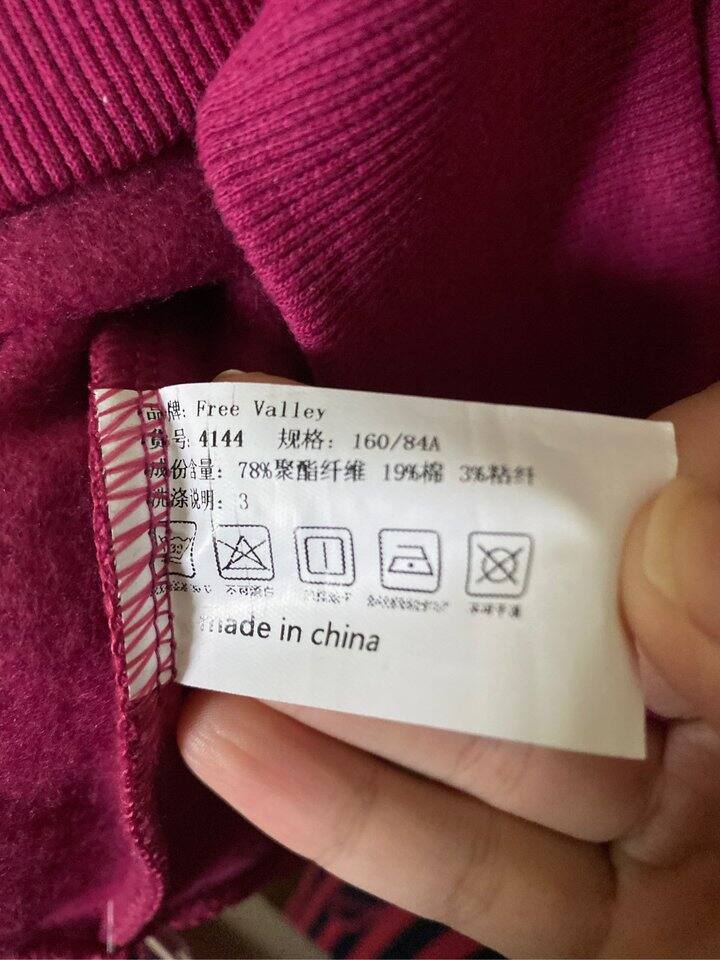 品牌: Free Valley
货号: 4144 规格: 160/84A
成份含量: 78%聚酯纤维 19%棉 3%粘纤
洗涤说明: 3
made in china